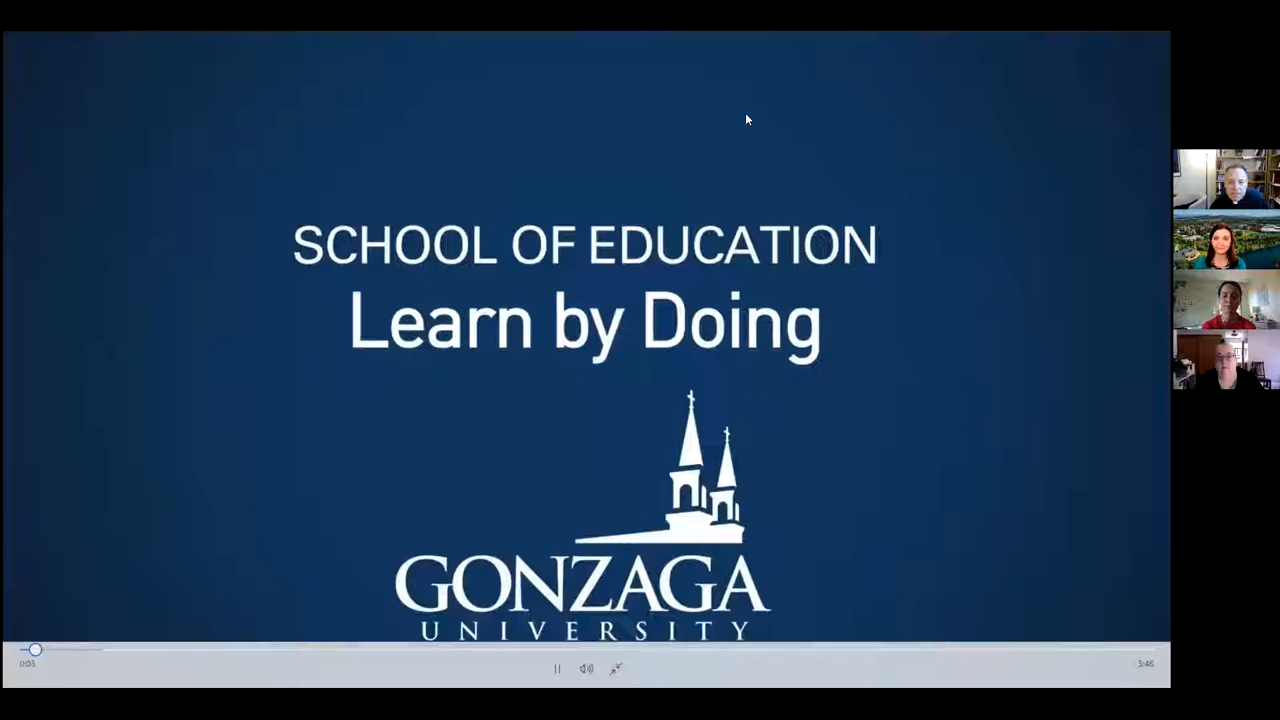 SCHOOL OF EDUCATION
Learn by Doing
GONZAGA
UNIVERSITY
0:03
3:46